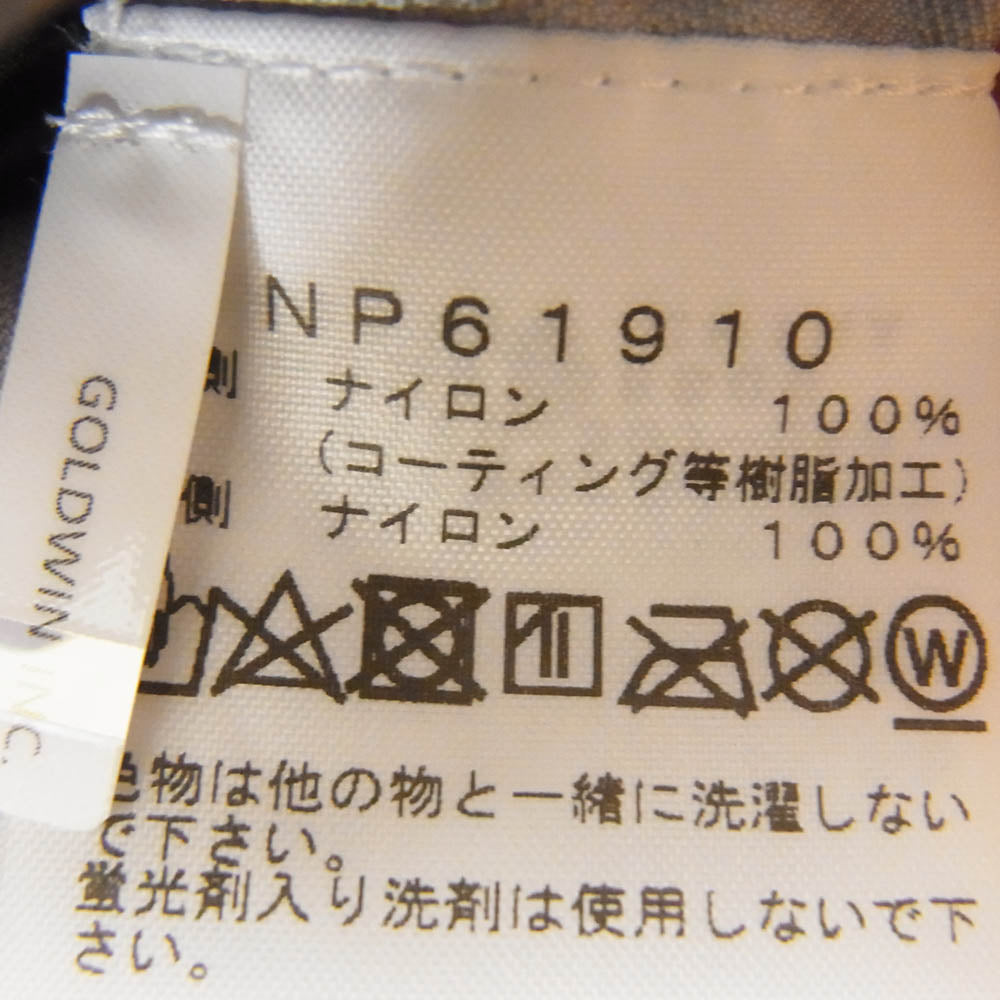 NP61910
側 ナイロン 100%
(コーティング等樹脂加工)
側 ナイロン 100%
W
色物は他の物と一緒に洗濯しない
で下さい。
蛍光剤入り洗剤は使用しないで下
さい。
GOLDWIN INC.